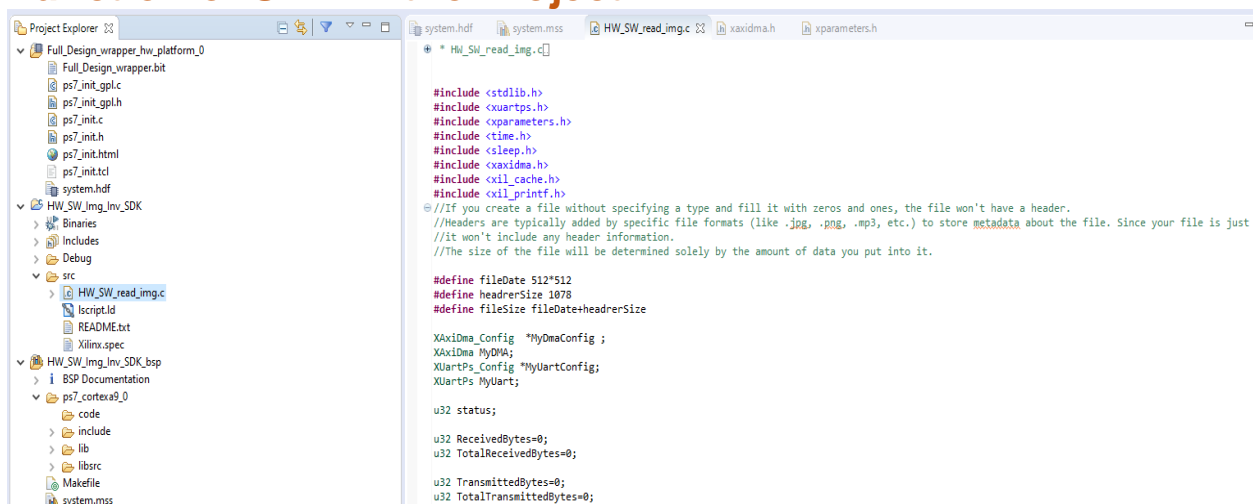 Project Explorer
Full_Design_wrapper_hw_platform_0
Full_Design_wrapper.bit
ps7_init_gpl.c
ps7_init_gpl.h
ps7_init.c
ps7_init.h
ps7_init.html
ps7_init.tcl
system.hdf
HW_SW_Img_Inv_SDK
Binaries
Includes
Debug
src
HW_SW_read_img.c
lscript.ld
README.txt
Xilinx.spec
HW_SW_Img_Inv_SDK_bsp
BSP Documentation
ps7_cortexa9_0
code
include
lib
libsrc
Makefile
system.mss
system.hdf
system.mss
HW_SW_read_img.c
xaxidma.h
xparameters.h
* HW_SW_read_img.c
#include <stdlib.h>
#include <xuartps.h>
#include <xparameters.h>
#include <time.h>
#include <sleep.h>
#include <xaxidma.h>
#include <xil_cache.h>
#include <xil_printf.h>
//If you create a file without specifying a type and fill it with zeros and ones, the file won't have a header.
//Headers are typically added by specific file formats (like .jpg, .png, .mp3, etc.) to store metadata about the file. Since your file is just
//it won't include any header information.
//The size of the file will be determined solely by the amount of data you put into it.
#define fileDate 512*512
#define headrerSize 1078
#define fileSize fileDate+headrerSize
XAxiDma_Config *MyDmaConfig ;
XAxiDma MyDMA;
XUartPs_Config *MyUartConfig;
XUartPs MyUart;
u32 status;
u32 ReceivedBytes=0;
u32 TotalReceivedBytes=0;
u32 TransmittedBytes=0;
u32 TotalTransmittedBytes=0;